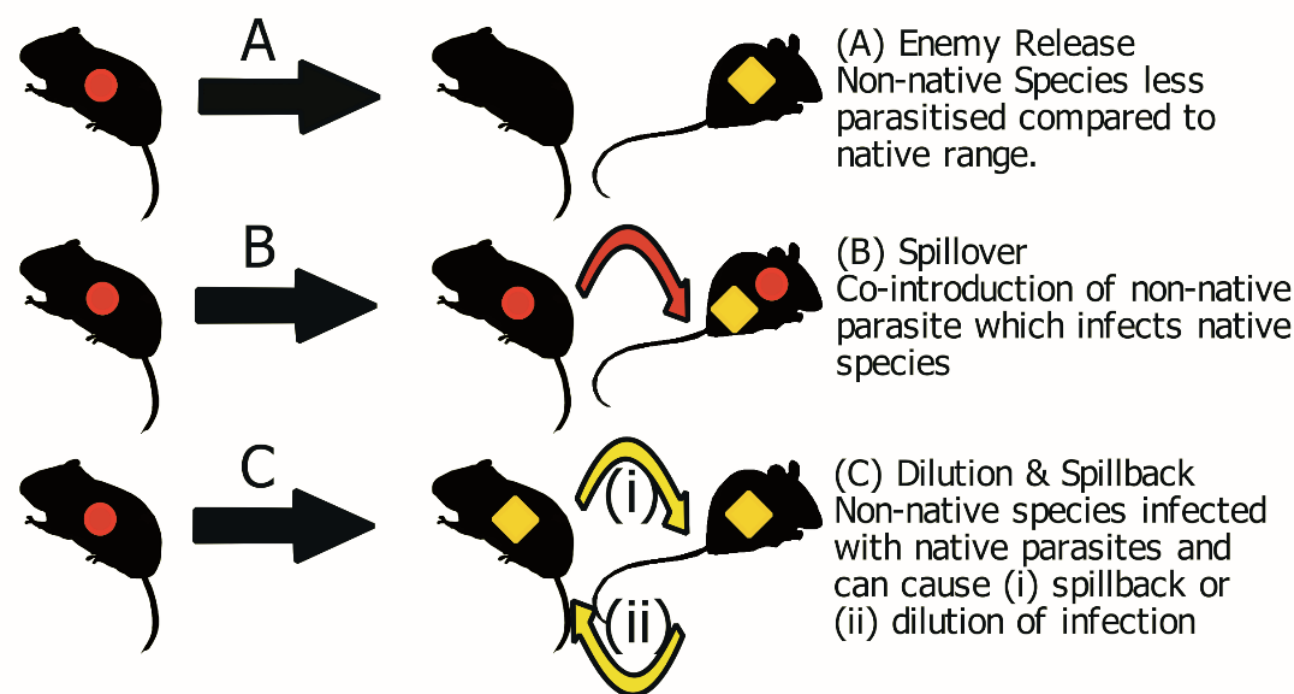 A
(A) Enemy Release
Non-native Species less
parasitised compared to
native range.
B
(B) Spillover
Co-introduction of non-native
parasite which infects native
species
C
(i)
(ii)
(C) Dilution & Spillback
Non-native species infected
with native parasites and
can cause (i) spillback or
(ii) dilution of infection